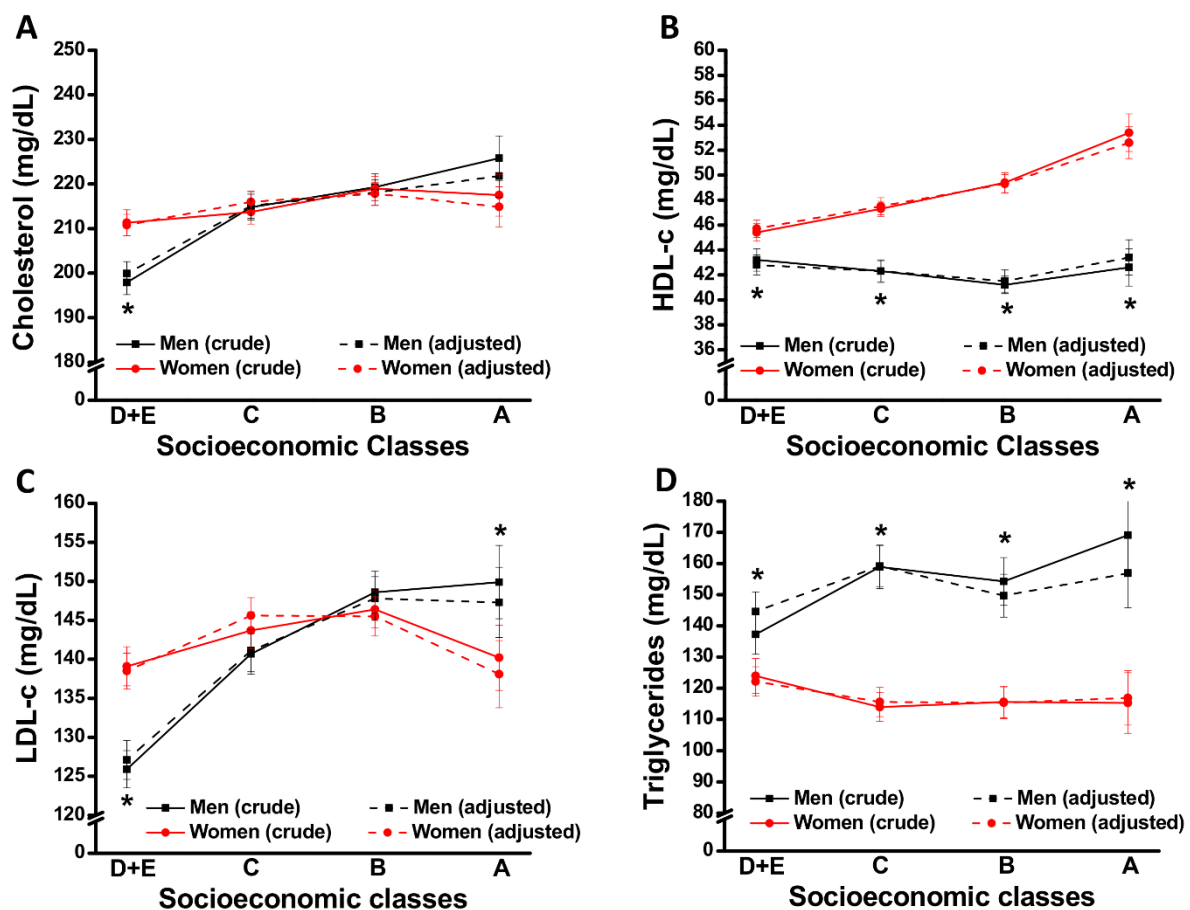 A
Cholesterol (mg/dL)
250
240
230
220
210
200
190
180
0
*
Men (crude)
Men (adjusted)
Women (crude)
Women (adjusted)
D+E C B A
Socioeconomic Classes
B
HDL-c (mg/dL)
60
58
56
54
52
50
48
46
44
42
40
38
36
0
* * * *
Men (crude)
Men (adjusted)
Women (crude)
Women (adjusted)
D+E C B A
Socioeconomic Classes
C
LDL-c (mg/dL)
160
155
150
145
140
135
130
125
120
0
*
*
Men (crude)
Men (adjusted)
Women (crude)
Women (adjusted)
D+E C B A
Socioeconomic classes
D
Triglycerides (mg/dL)
180
170
160
150
140
130
120
110
100
90
80
0
* * * *
Men (crude)
Men (adjusted)
Women (crude)
Women (adjusted)
D+E C B A
Socioeconomic classes